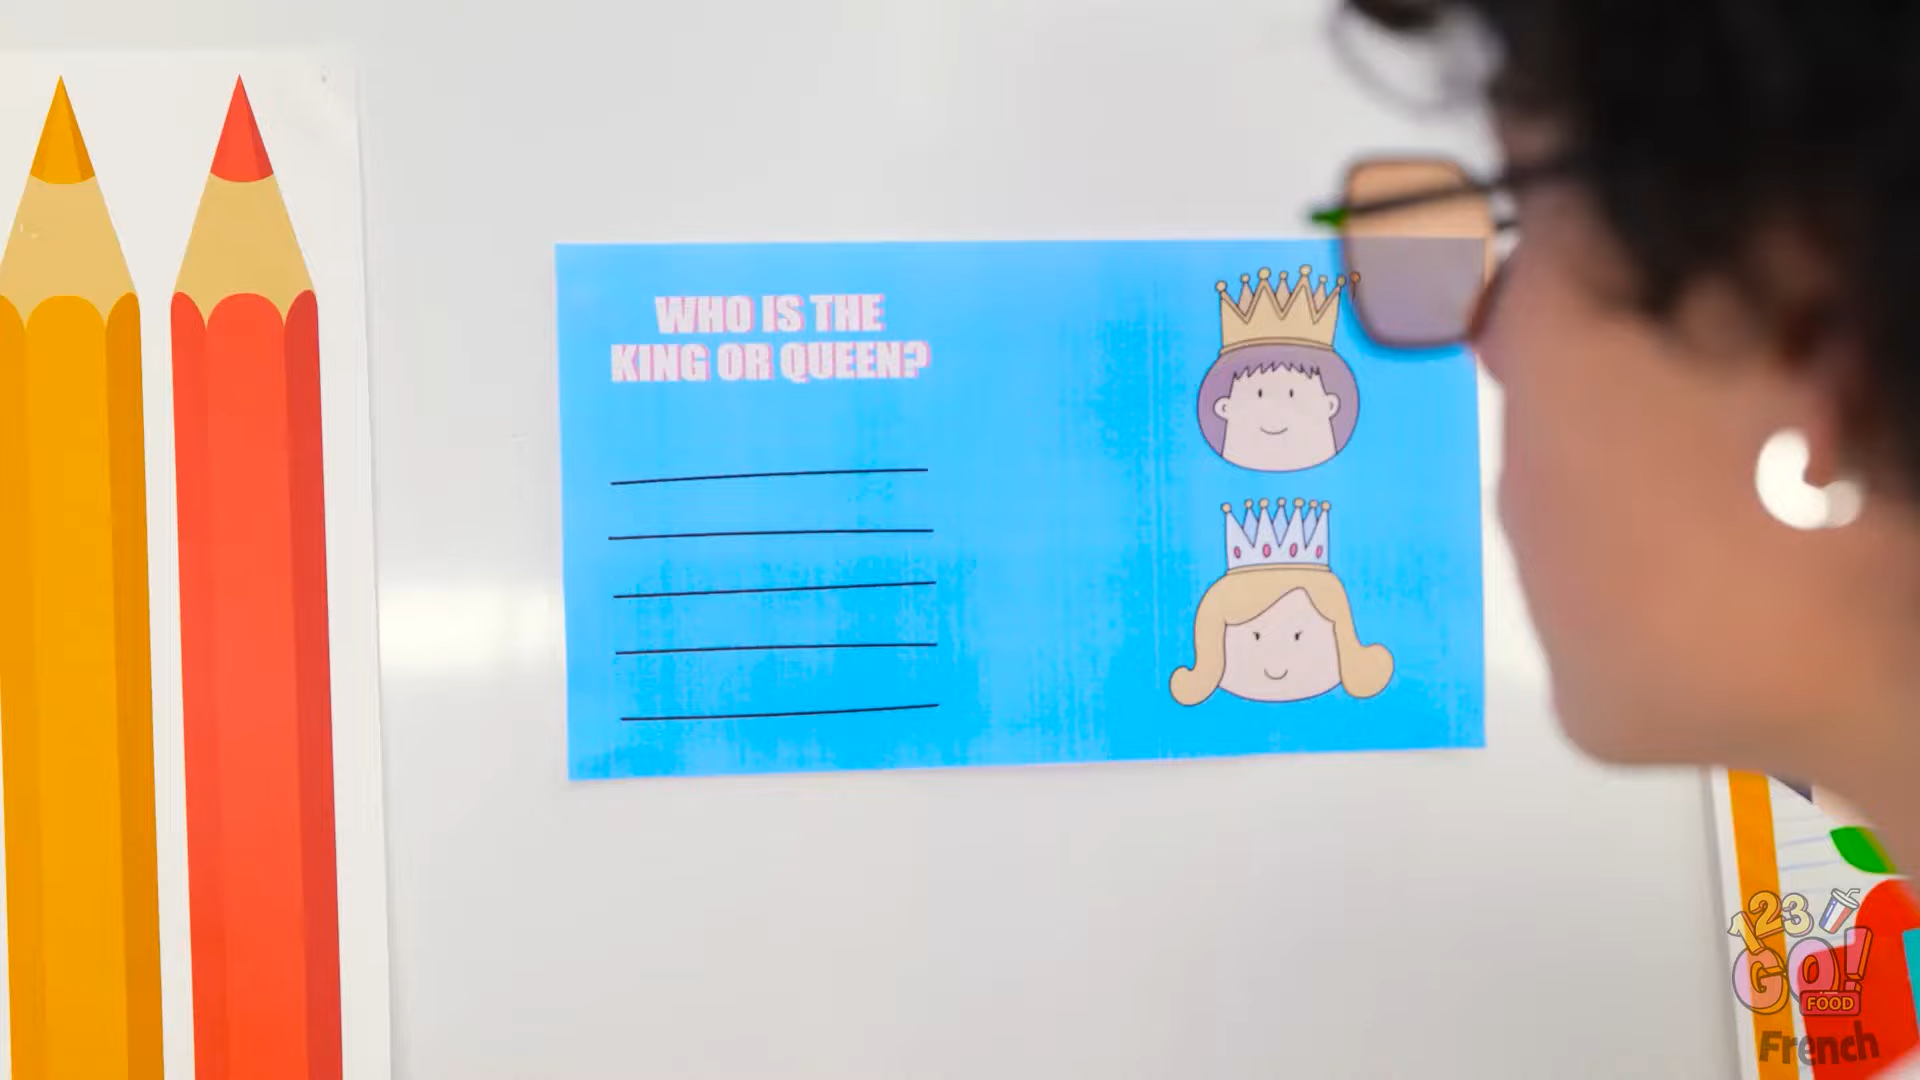 WHO IS THE
KING OR QUEEN?
123
GO!
FOOD
French